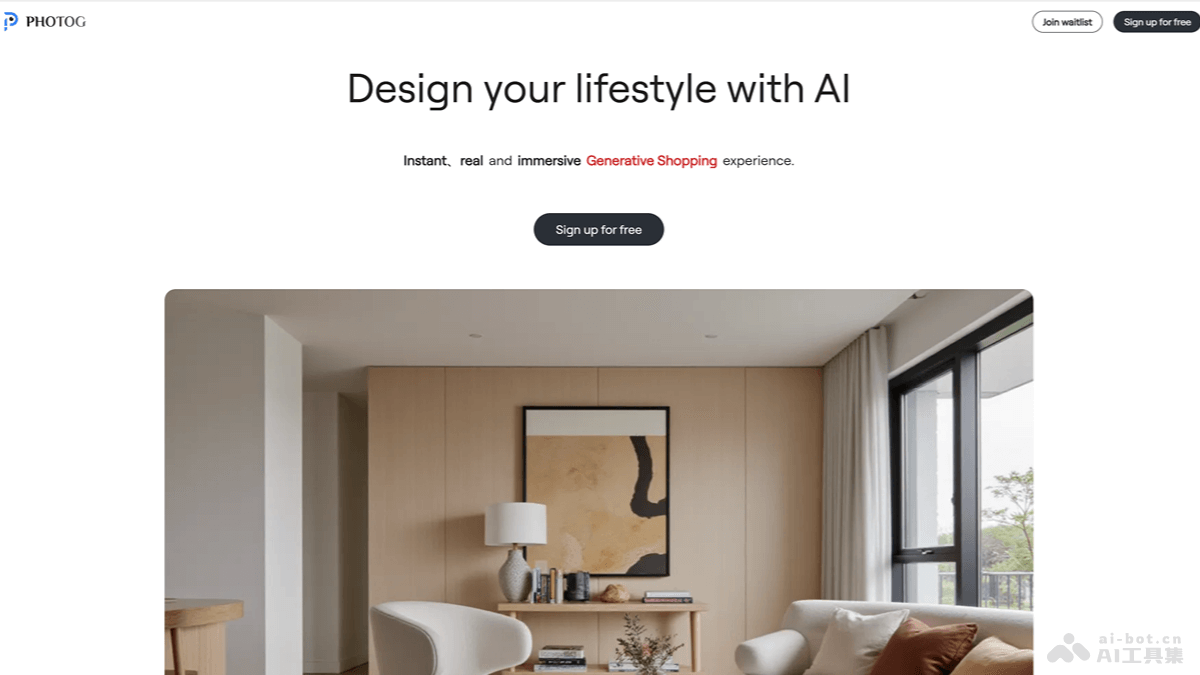 PHOTOG
Join waitlist
Sign up for free
Design your lifestyle with AI
Instant、real and immersive Generative Shopping experience.
Sign up for free
ai-bot.cn
AI工具集